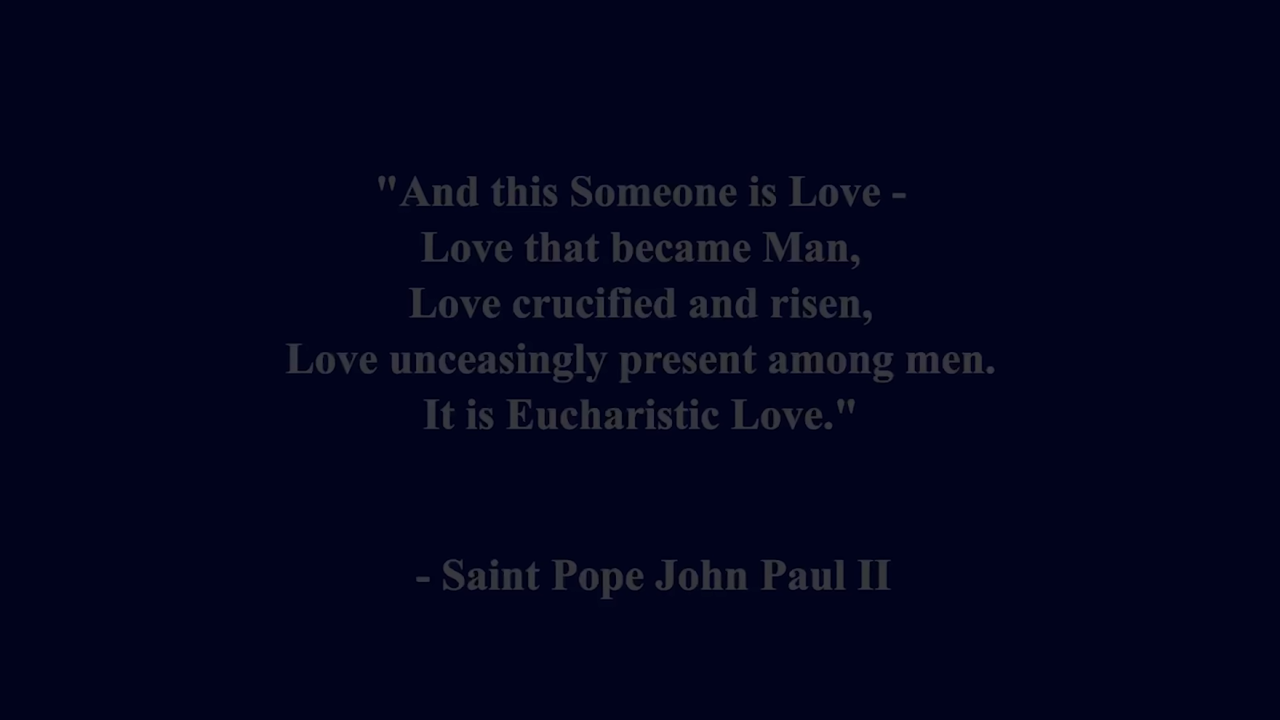 "And this Someone is Love -
Love that became Man,
Love crucified and risen,
Love unceasingly present among men.
It is Eucharistic Love."
- Saint Pope John Paul II